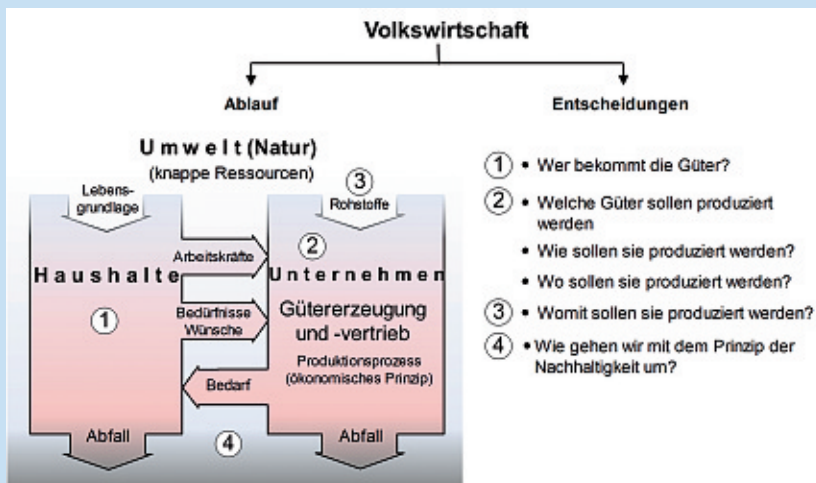 Volkswirtschaft
Ablauf
Entscheidungen
Umwelt (Natur)
(knappe Ressourcen)
3
Lebens-
grundlage
Rohstoffe
Arbeitskräfte
2
Haushalte
Unternehmen
1
Bedürfnisse
Wünsche
Gütererzeugung
und -vertrieb
Produktionsprozess
(ökonomisches Prinzip)
Bedarf
Abfall
4
Abfall
1 • Wer bekommt die Güter?
2 • Welche Güter sollen produziert
werden
• Wie sollen sie produziert werden?
• Wo sollen sie produziert werden?
3 • Womit sollen sie produziert werden?
4 • Wie gehen wir mit dem Prinzip der
Nachhaltigkeit um?